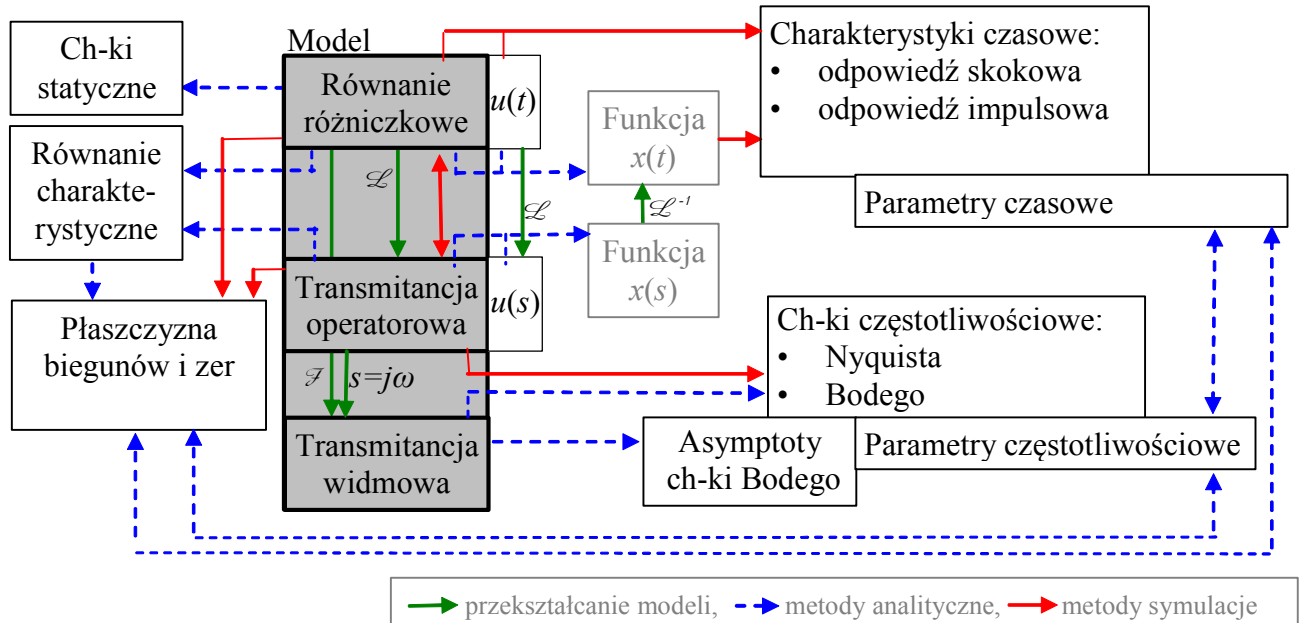 Model
Ch-ki
statyczne
Równanie
różniczkowe
u(t)
Charakterystyki czasowe:
• odpowiedź skokowa
• odpowiedź impulsowa
Funkcja
x(t)
Równanie
charakte-
rystyczne
ℒ
ℒ
ℒ⁻¹
Parametry czasowe
Funkcja
x(s)
Transmitancja
operatorowa
u(s)
Płaszczyzna
biegunów i zer
Ch-ki częstotliwościowe:
• Nyquista
• Bodego
ℱ
s=jω
Transmitancja
widmowa
Asymptoty
ch-ki Bodego
Parametry częstotliwościowe
przekształcanie modeli, metody analityczne, metody symulacje